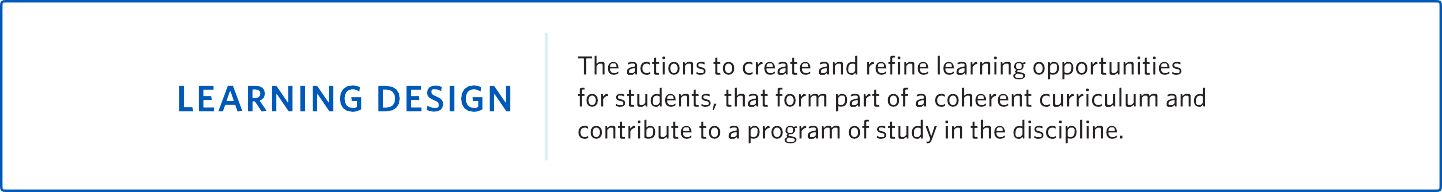 LEARNING DESIGN
The actions to create and refine learning opportunities
for students, that form part of a coherent curriculum and
contribute to a program of study in the discipline.